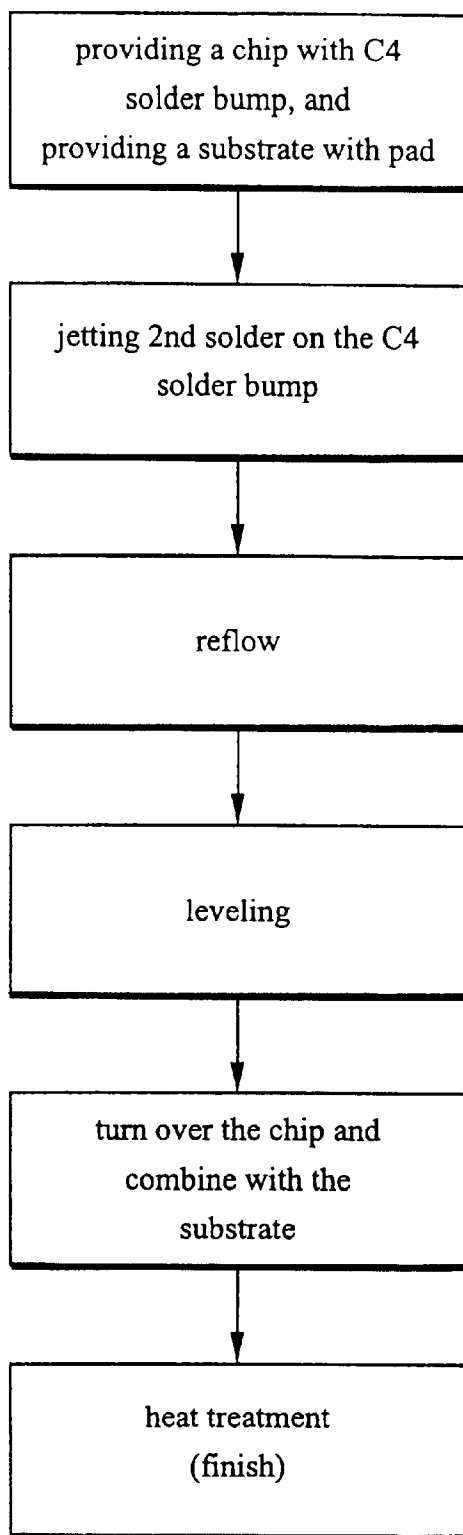 providing a chip with C4
solder bump, and
providing a substrate with pad
jetting 2nd solder on the C4
solder bump
reflow
leveling
turn over the chip and
combine with the
substrate
heat treatment
(finish)